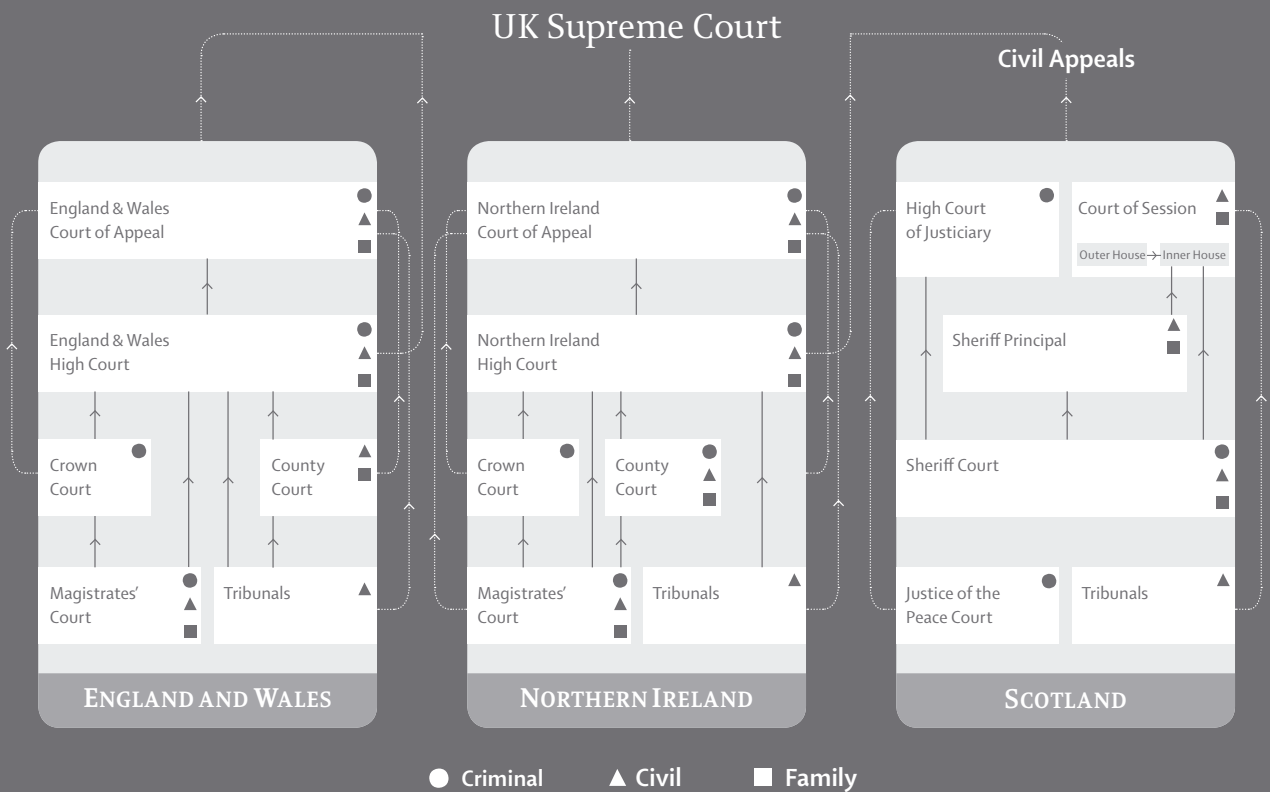 UK Supreme Court
Civil Appeals
England & Wales
Court of Appeal
England & Wales
High Court
Crown
Court
County
Court
Magistrates’
Court
Tribunals
ENGLAND AND WALES
Northern Ireland
Court of Appeal
Northern Ireland
High Court
Crown
Court
County
Court
Magistrates’
Court
Tribunals
NORTHERN IRELAND
High Court
of Justiciary
Court of Session
Outer House
Inner House
Sheriff Principal
Sheriff Court
Justice of the
Peace Court
Tribunals
SCOTLAND
Criminal
Civil
Family